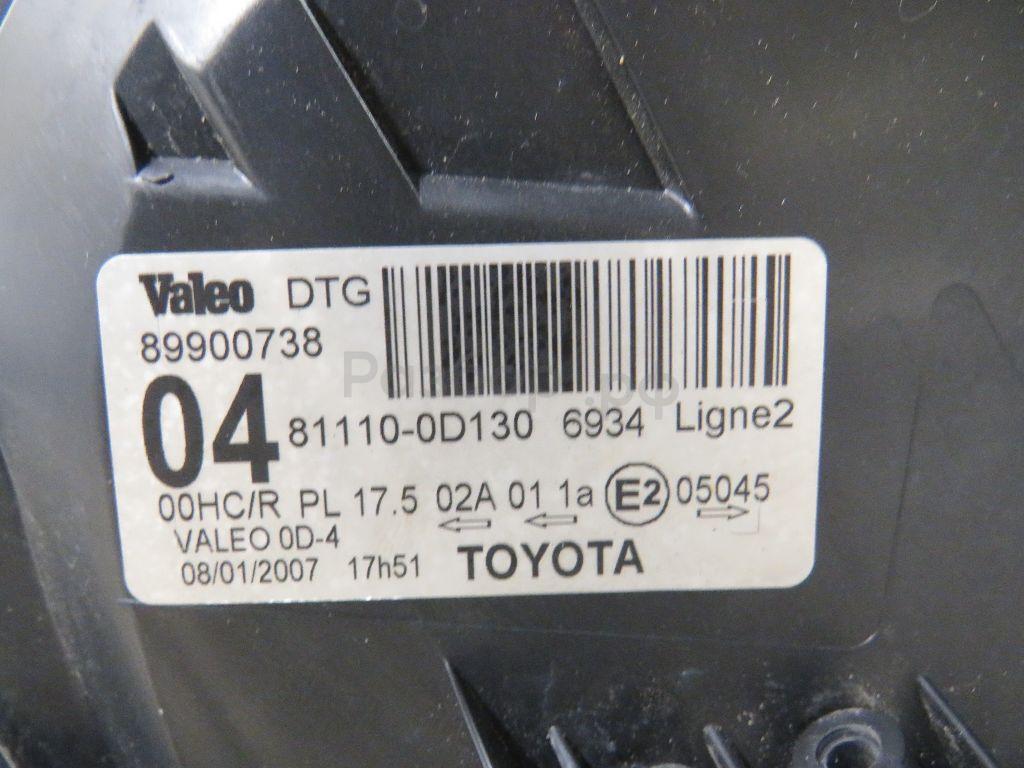 Valeo DTG
89900738
04 81110-0D130 6934 Ligne2
00HC/R PL 17.5 02A 01 1a E2 05045
VALEO 0D-4
08/01/2007 17h51 TOYOTA